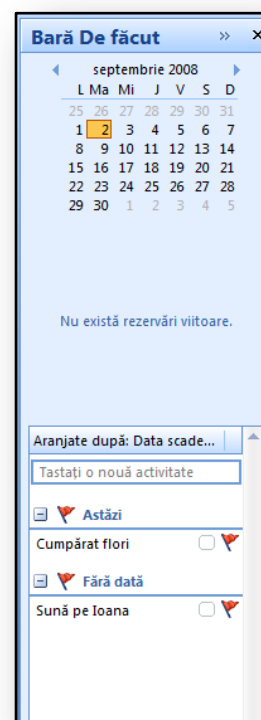 Bară De făcut
septembrie 2008
L Ma Mi J V S D
25 26 27 28 29 30 31
1 2 3 4 5 6 7
8 9 10 11 12 13 14
15 16 17 18 19 20 21
22 23 24 25 26 27 28
29 30 1 2 3 4 5
Nu există rezervări viitoare.
Aranjate după: Data scade...
Tastați o nouă activitate
Astăzi
Cumpărat flori
Fără dată
Sună pe Ioana